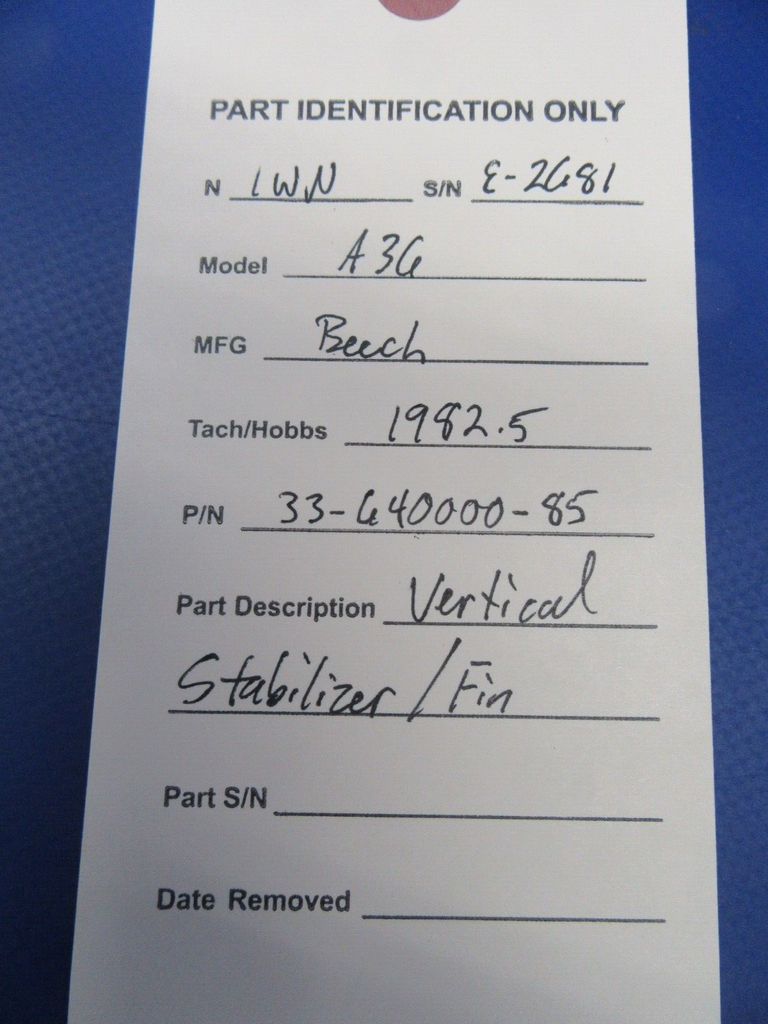 PART IDENTIFICATION ONLY
N 1WN S/N E-2681
Model A36
MFG Beech
Tach/Hobbs 1982.5
P/N 33-640000-85
Part Description Vertical
Stabilizer/Fin
Part S/N
Date Removed